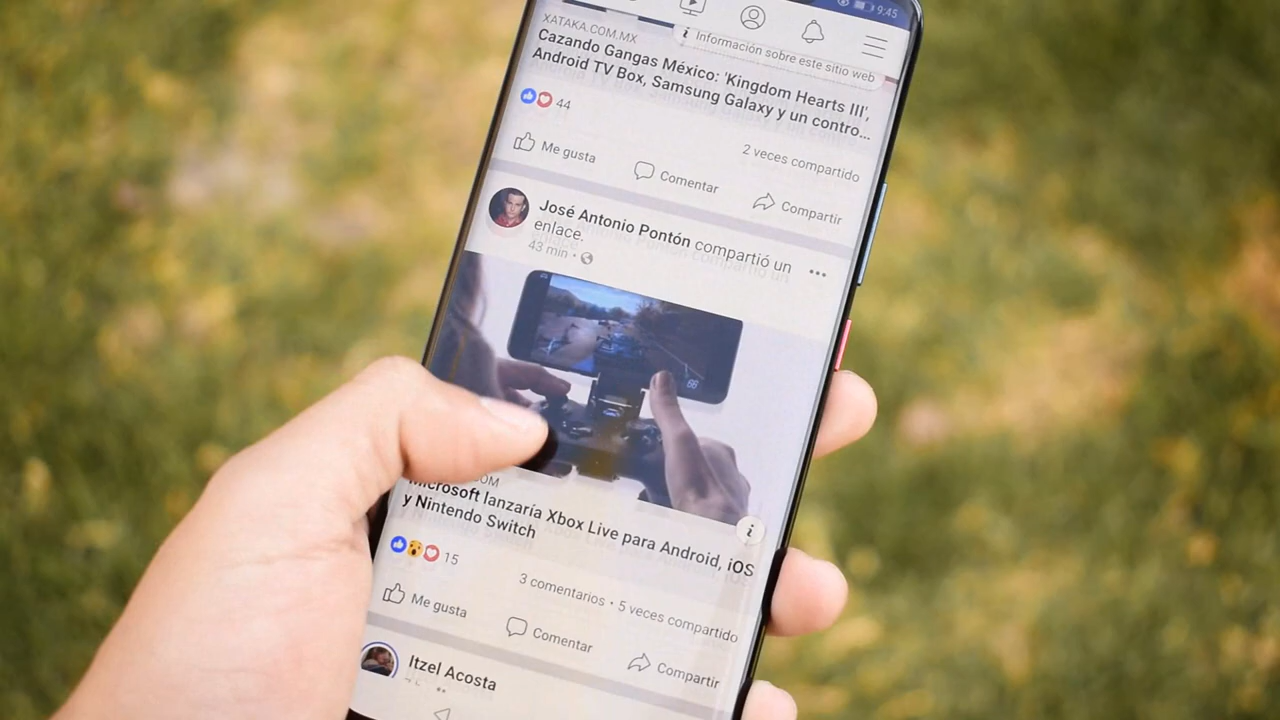 9:45
XATAKA.COM.MX
Información sobre este sitio web
Cazando Gangas México: 'Kingdom Hearts III',
Android TV Box, Samsung Galaxy y un contro...
44
2 veces compartido
Me gusta
Comentar
Compartir
José Antonio Pontón compartió un
enlace.
43 min
Microsoft lanzaría Xbox Live para Android, iOS
y Nintendo Switch
15
3 comentarios • 5 veces compartido
Me gusta
Comentar
Compartir
Itzel Acosta